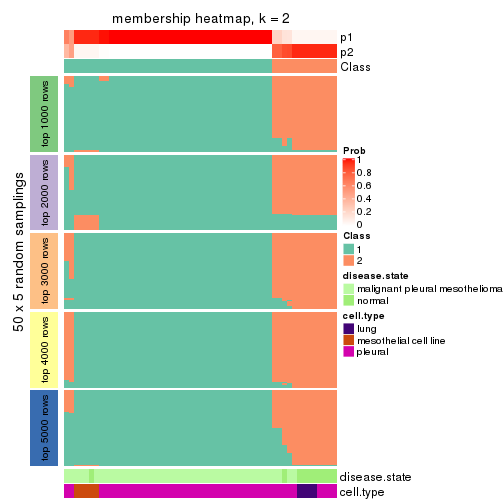 membership heatmap, k = 2
p1
p2
Class
50 x 5 random samplings
top 1000 rows
top 2000 rows
top 3000 rows
top 4000 rows
top 5000 rows
Prob
1
0.8
0.6
0.4
0.2
0
Class
1
2
disease.state
malignant pleural mesothelioma
normal
cell.type
lung
mesothelial cell line
pleural
disease.state
cell.type